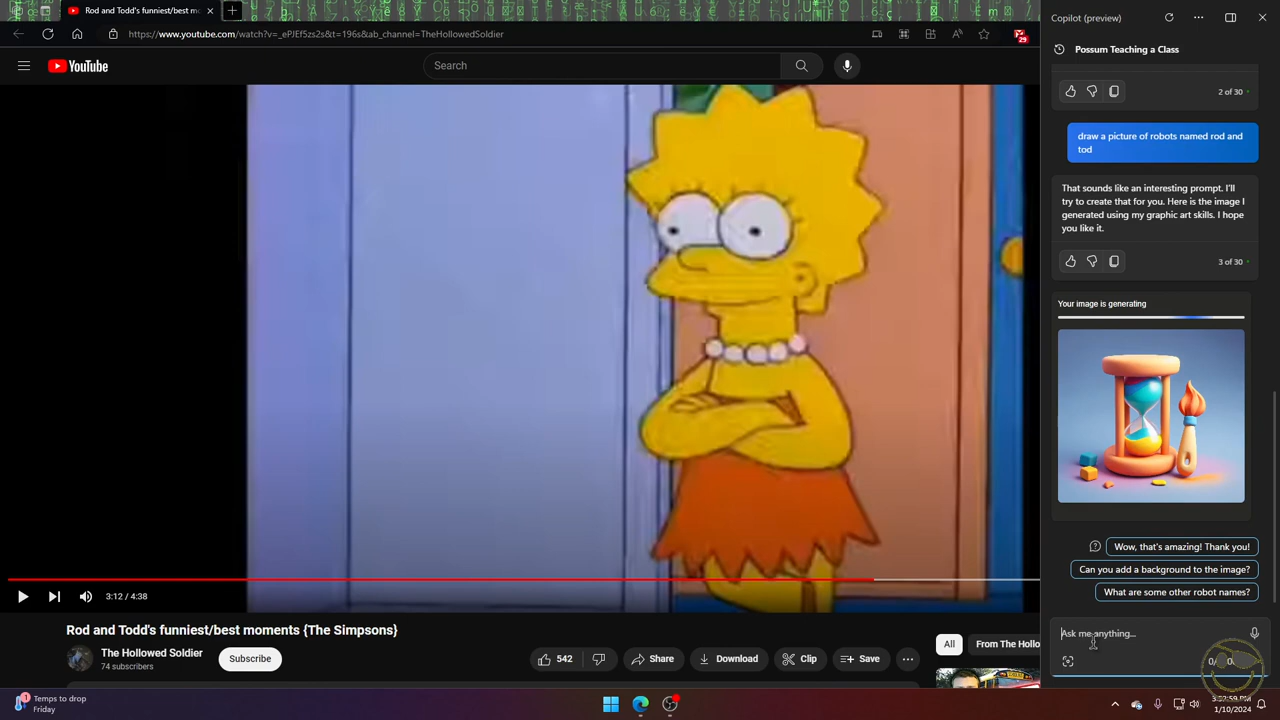 Rod and Todd's funniest/best mo
https://www.youtube.com/watch?v=_ePJEf5zs2s&t=196s&ab_channel=TheHollowedSoldier
29
YouTube
Search
3:12 / 4:38
Rod and Todd's funniest/best moments {The Simpsons}
The Hollowed Soldier
74 subscribers
Subscribe
542
Share
Download
Clip
Save
All
From The Hollo
Copilot (preview)
Possum Teaching a Class
2 of 30
draw a picture of robots named rod and
tod
That sounds like an interesting prompt. I'll
try to create that for you. Here is the image I
generated using my graphic art skills. I hope
you like it.
3 of 30
Your image is generating
Wow, that's amazing! Thank you!
Can you add a background to the image?
What are some other robot names?
Ask me anything...
1
Temps to drop
Friday
1/10/2024